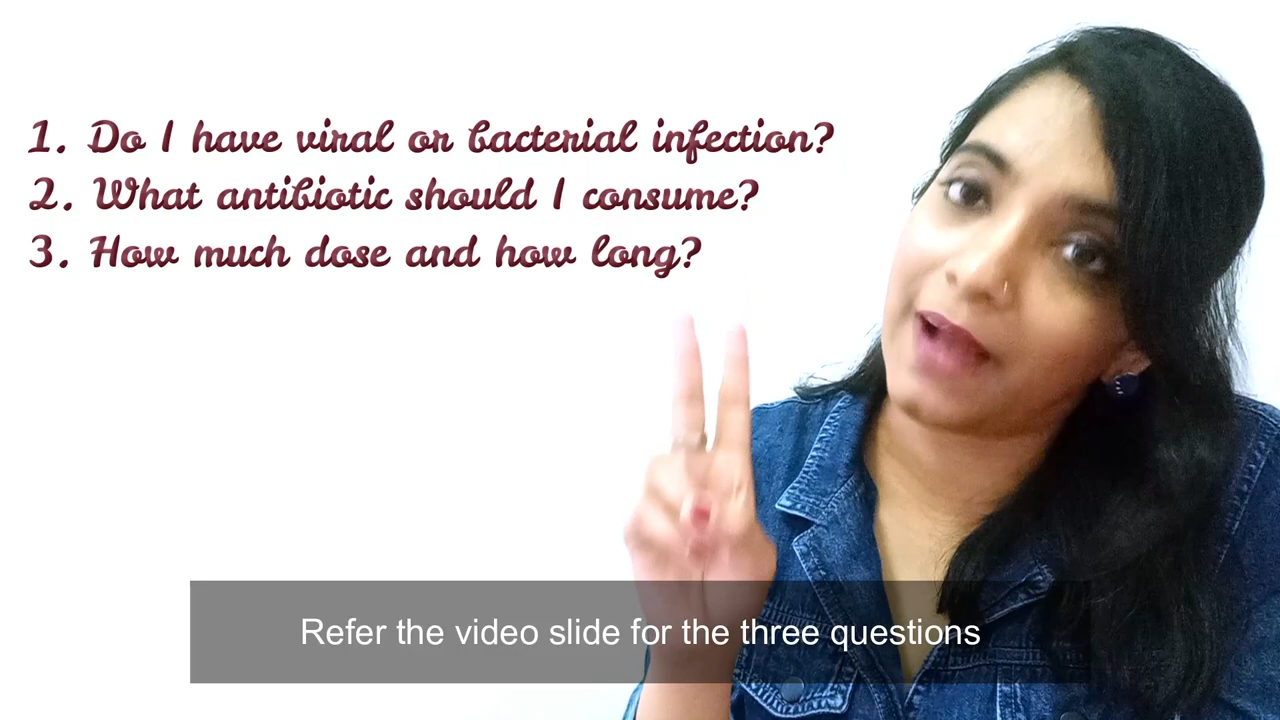 1. Do I have viral or bacterial infection?
2. What antibiotic should I consume?
3. How much dose and how long?
Refer the video slide for the three questions